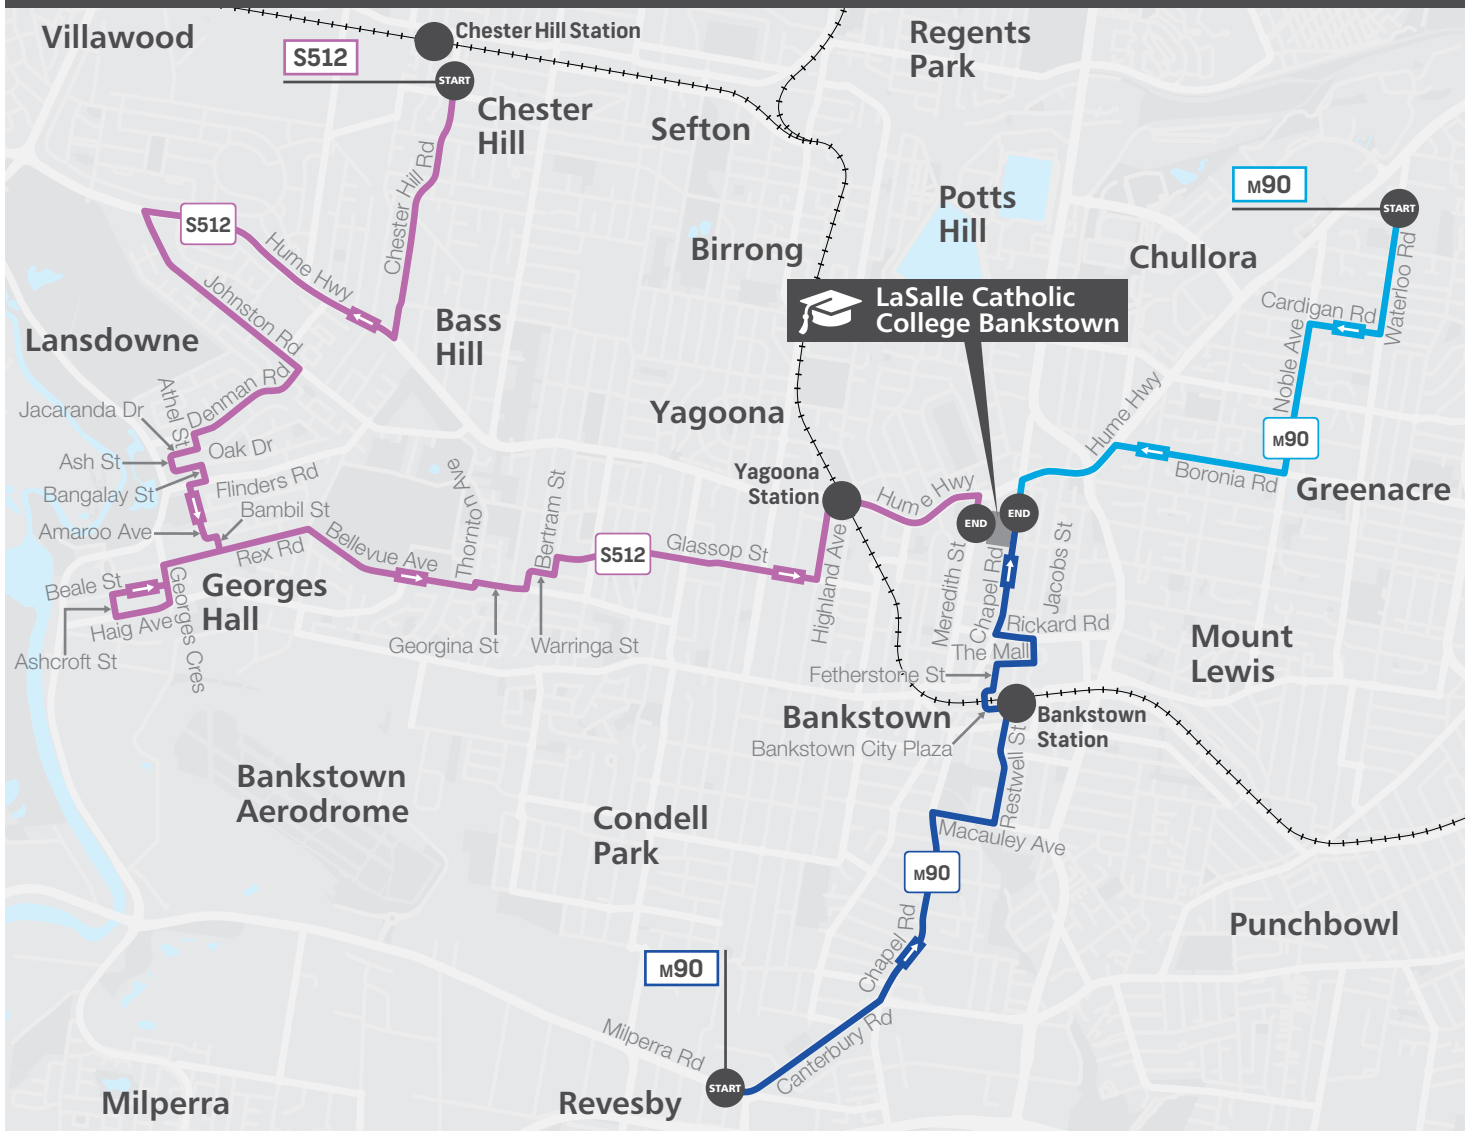 Villawood
Chester Hill Station
Regents
Park
S512
START
Chester
Hill
Sefton
Chester Hill Rd
M90
START
Potts
Hill
S512
Hume Hwy
Birrong
Chullora
Waterloo Rd
Johnston Rd
LaSalle Catholic
College Bankstown
Cardigan Rd
Lansdowne
Bass
Hill
Noble Ave
Denman Rd
Athel St
Jacaranda Dr
Yagoona
Hume Hwy
M90
Oak Dr
Ash St
Bangalay St
Flinders Rd
Thornton Ave
Bertram St
Yagoona
Station
Hume Hwy
Boronia Rd
Greenacre
Bambil St
Amaroo Ave
END
END
Rex Rd
Bellevue Ave
S512
Glassop St
Highland Ave
Meredith St
Chapel Rd
Jacobs St
Beale St
Georges
Hall
Haig Ave
Georges Cres
Ashcroft St
Georgina St
Warringa St
Rickard Rd
The Mall
Mount
Lewis
Fetherstone St
Bankstown
Bankstown City Plaza
Bankstown
Station
Restwell St
Bankstown
Aerodrome
Condell
Park
Macauley Ave
M90
Punchbowl
Chapel Rd
M90
Milperra Rd
Canterbury Rd
START
Milperra
Revesby